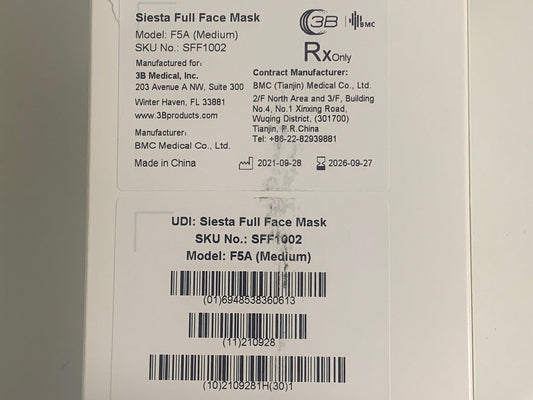 Siesta Full Face Mask
Model: F5A (Medium)
SKU No.: SFF1002
3B
BMC
Rx Only
Manufactured for:
3B Medical, Inc.
203 Avenue A NW, Suite 300
Winter Haven, FL 33881
www.3Bproducts.com
Manufacturer:
BMC Medical Co., Ltd.
Made in China
Contract Manufacturer:
BMC (Tianjin) Medical Co., Ltd.
2/F North Area and 3/F, Building
No.4, No.1 Xinxing Road,
Wuqing District, (301700)
Tianjin, P.R.China
Tel: +86-22-82939881
2021-09-28
2026-09-27
UDI: Siesta Full Face Mask
SKU No.: SFF1002
Model: F5A (Medium)
(01)6948538360613
(11)210928
(10)2109281H(30)1